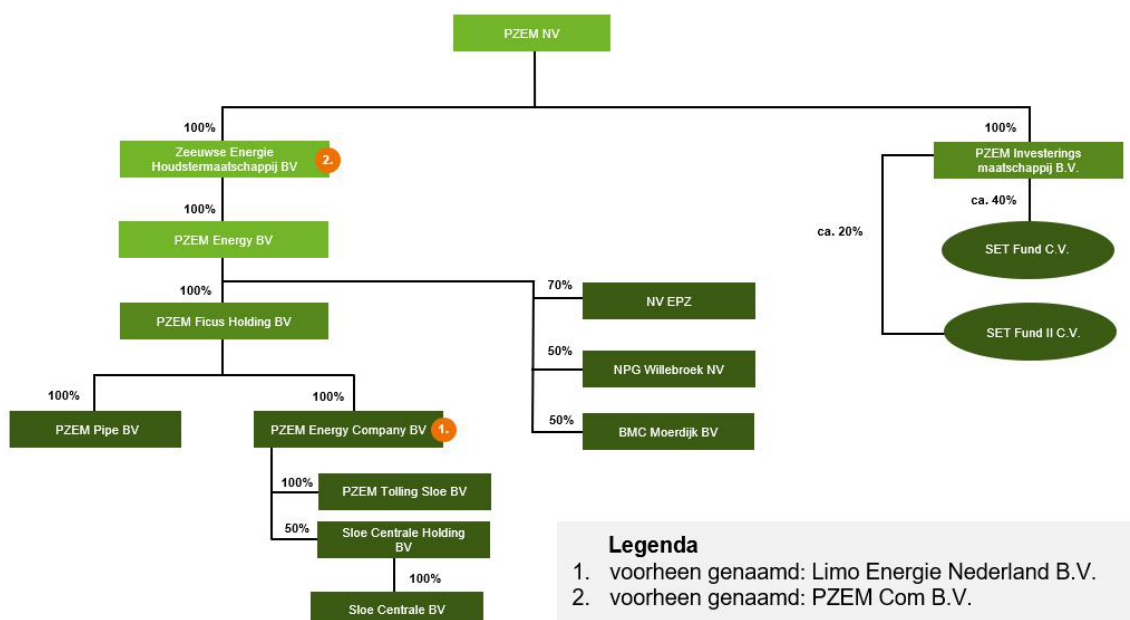 PZEM NV
100%
100%
Zeeuwse Energie
Houdstermaatschappij BV
2.
PZEM Investerings
maatschappij B.V.
100%
ca. 40%
ca. 20%
PZEM Energy BV
SET Fund C.V.
100%
70%
PZEM Ficus Holding BV
NV EPZ
SET Fund II C.V.
50%
NPG Willebroek NV
100%
100%
50%
PZEM Pipe BV
PZEM Energy Company BV
1.
BMC Moerdijk BV
100%
PZEM Tolling Sloe BV
50%
Sloe Centrale Holding
BV
100%
Sloe Centrale BV
Legenda
1. voorheen genaamd: Limo Energie Nederland B.V.
2. voorheen genaamd: PZEM Com B.V.